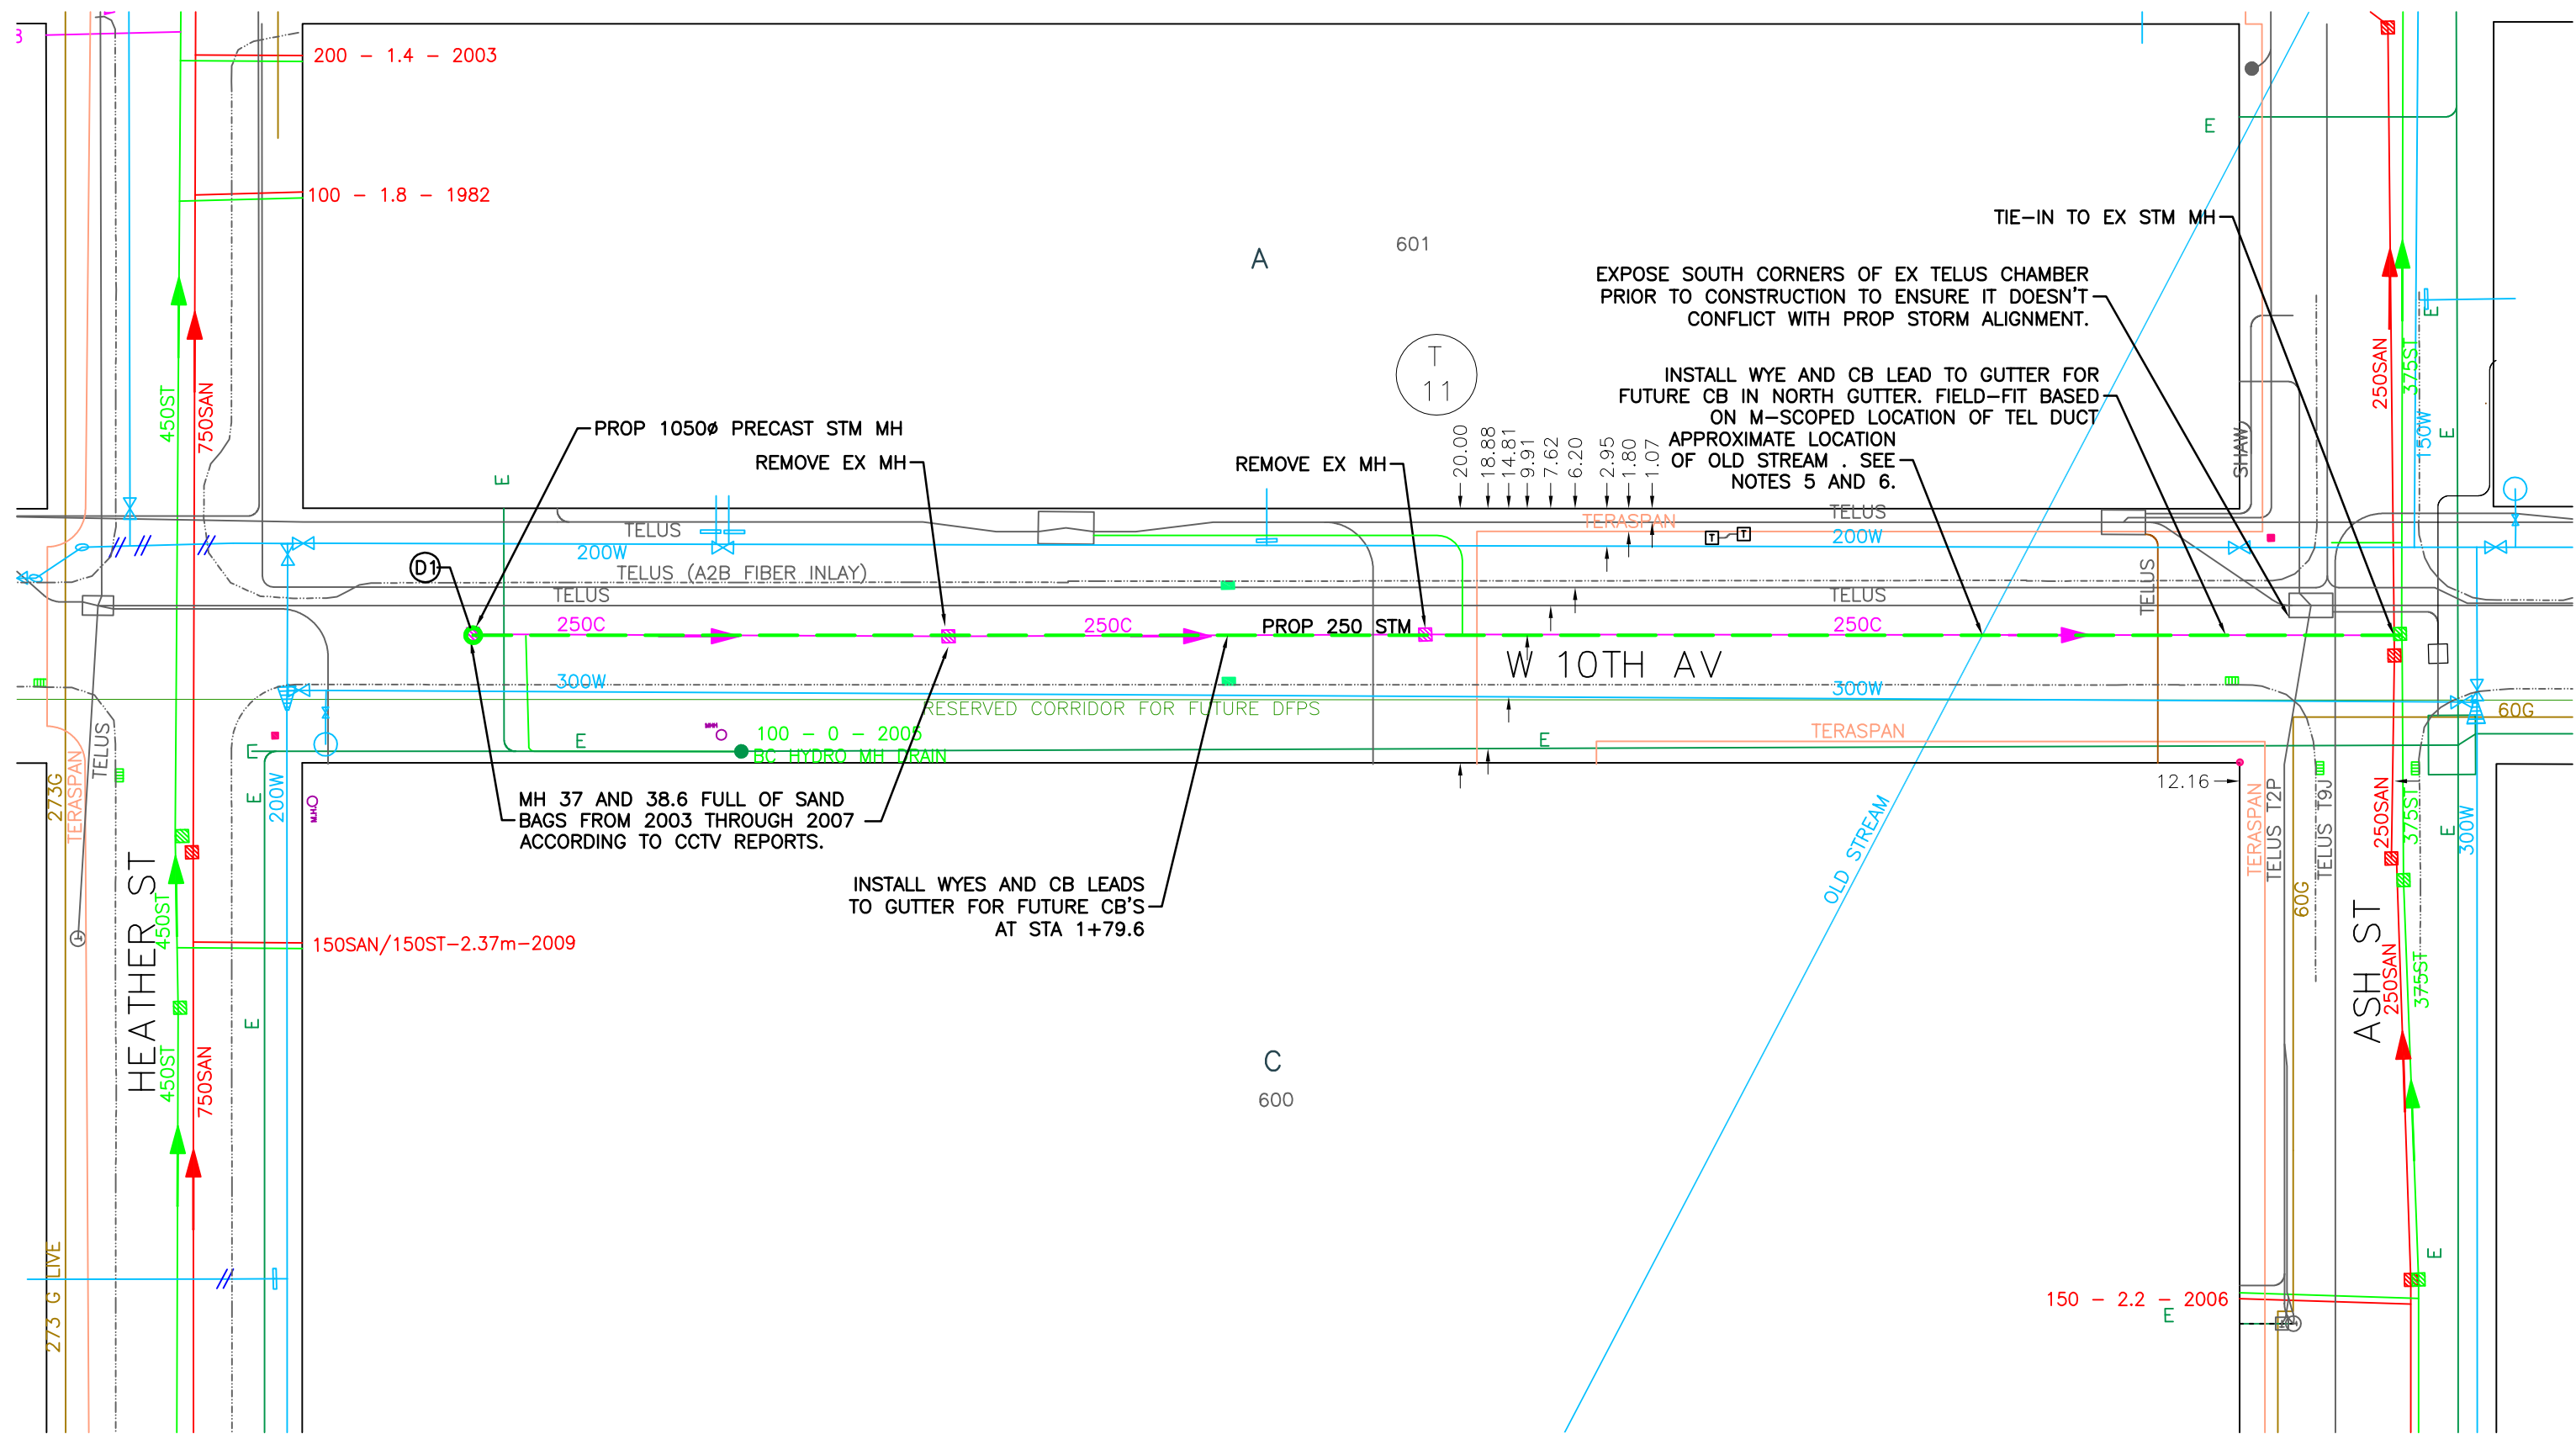 200 - 1.4 - 2003
100 - 1.8 - 1982
450ST
750SAN
A
601
T
11
TIE-IN TO EX STM MH
EXPOSE SOUTH CORNERS OF EX TELUS CHAMBER
PRIOR TO CONSTRUCTION TO ENSURE IT DOESN'T
CONFLICT WITH PROP STORM ALIGNMENT.
INSTALL WYE AND CB LEAD TO GUTTER FOR
FUTURE CB IN NORTH GUTTER. FIELD-FIT BASED
ON M-SCOPED LOCATION OF TEL DUCT
APPROXIMATE LOCATION
OF OLD STREAM . SEE
NOTES 5 AND 6.
PROP 1050ø PRECAST STM MH
REMOVE EX MH
REMOVE EX MH
20.00
18.88
14.81
9.91
7.62
6.20
2.95
1.80
1.07
E
E
E
E
SHAW
250SAN
375ST
150W
TELUS
200W
TELUS (A2B FIBER INLAY)
TELUS
D1
250C
250C
PROP 250 STM
250C
TERASPAN
T
T
TELUS
200W
TELUS
TELUS
W 10TH AV
300W
300W
RESERVED CORRIDOR FOR FUTURE DFPS
MHH
100 - 0 - 2005
BC HYDRO MH DRAIN
E
E
E
TERASPAN
60G
12.16
TELUS
TERASPAN
273G
200W
E
M.H.
MH 37 AND 38.6 FULL OF SAND
BAGS FROM 2003 THROUGH 2007
ACCORDING TO CCTV REPORTS.
INSTALL WYES AND CB LEADS
TO GUTTER FOR FUTURE CB'S
AT STA 1+79.6
OLD STREAM
TERASPAN
TELUS T2P
TELUS T9J
60G
250SAN
375ST
E
300W
HEATHER ST
450ST
150SAN/150ST-2.37m-2009
E
450ST
750SAN
ASH ST
250SAN
375ST
C
600
273 G LIVE
E
150 - 2.2 - 2006
E